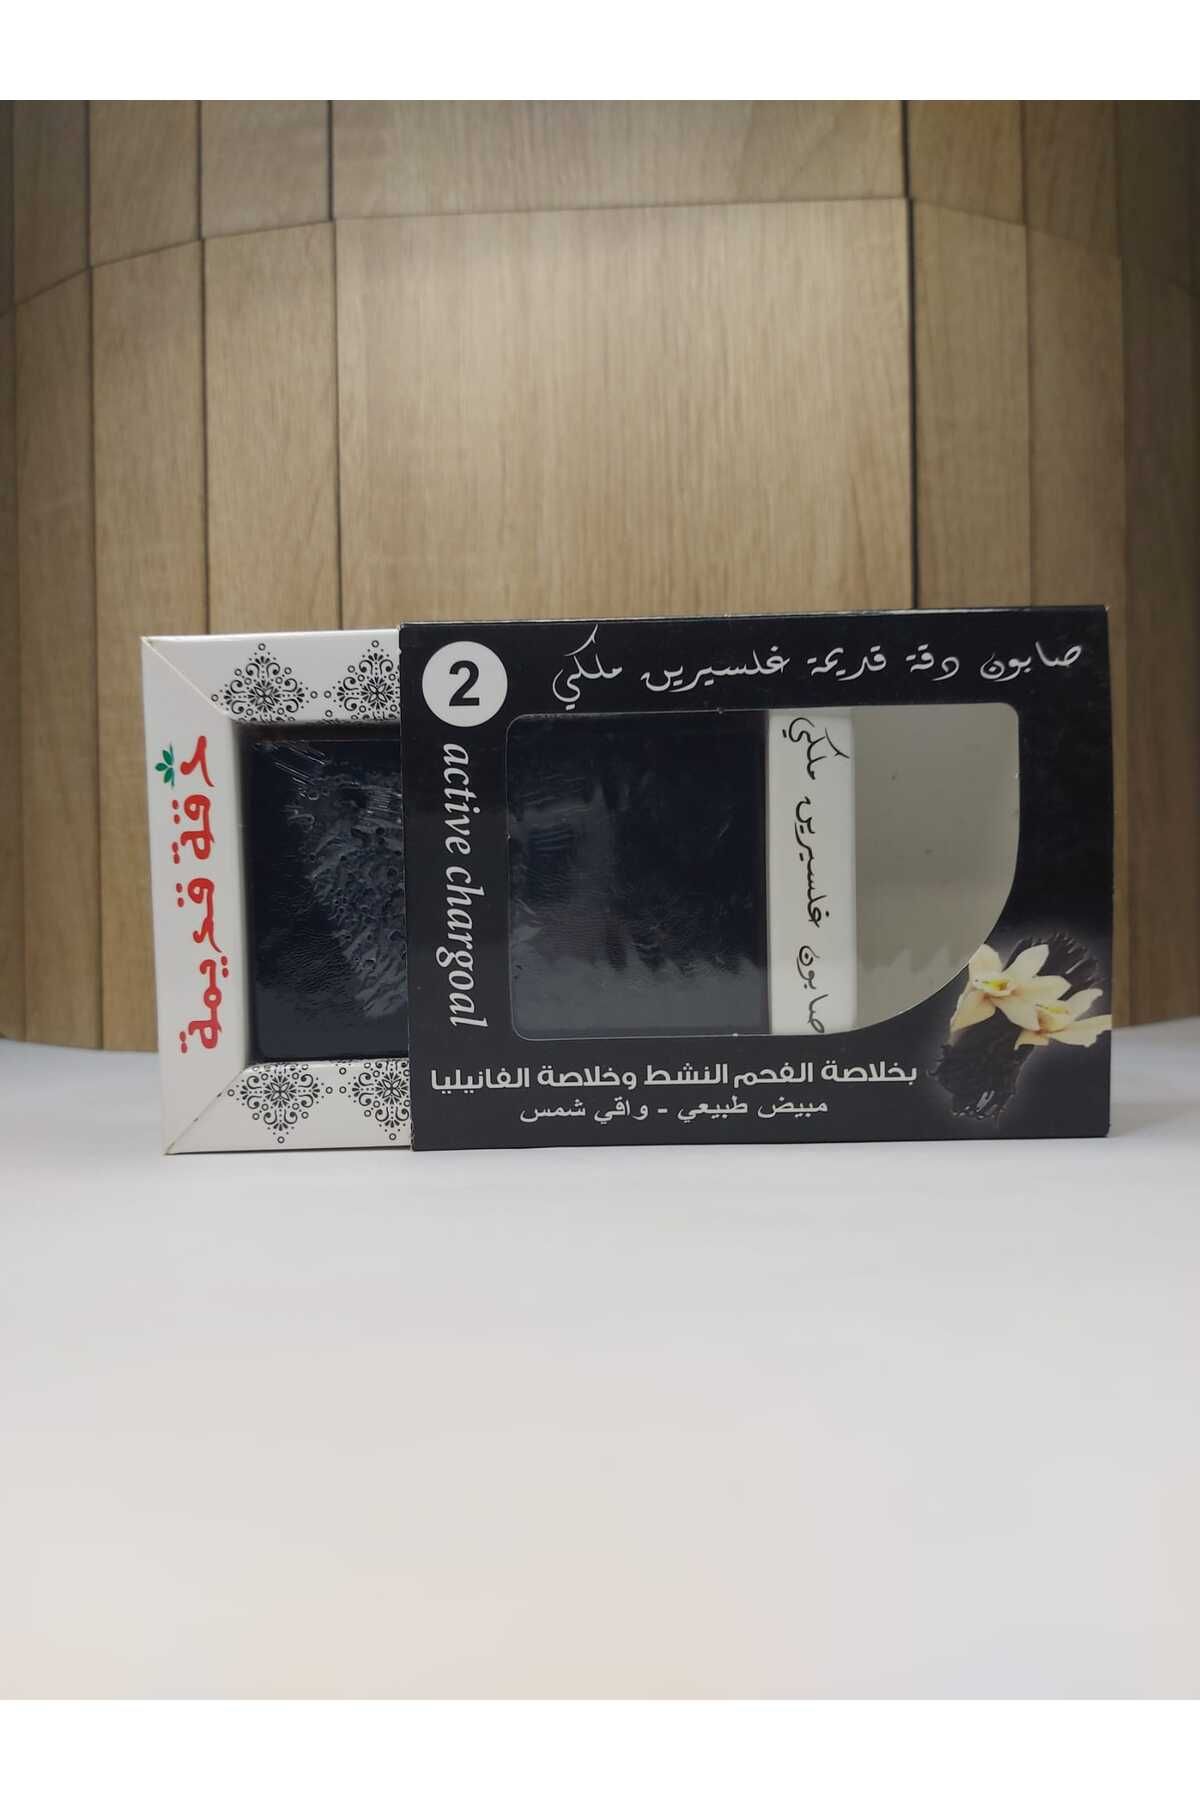 صابون دقة قديمة غلسيرين ملكي
2
active chargoal
صابون غلسيرين ملكي
دقة قديمة
بخلاصة الفحم النشط وخلاصة الفانيليا
مبيض طبيعي - واقي شمس